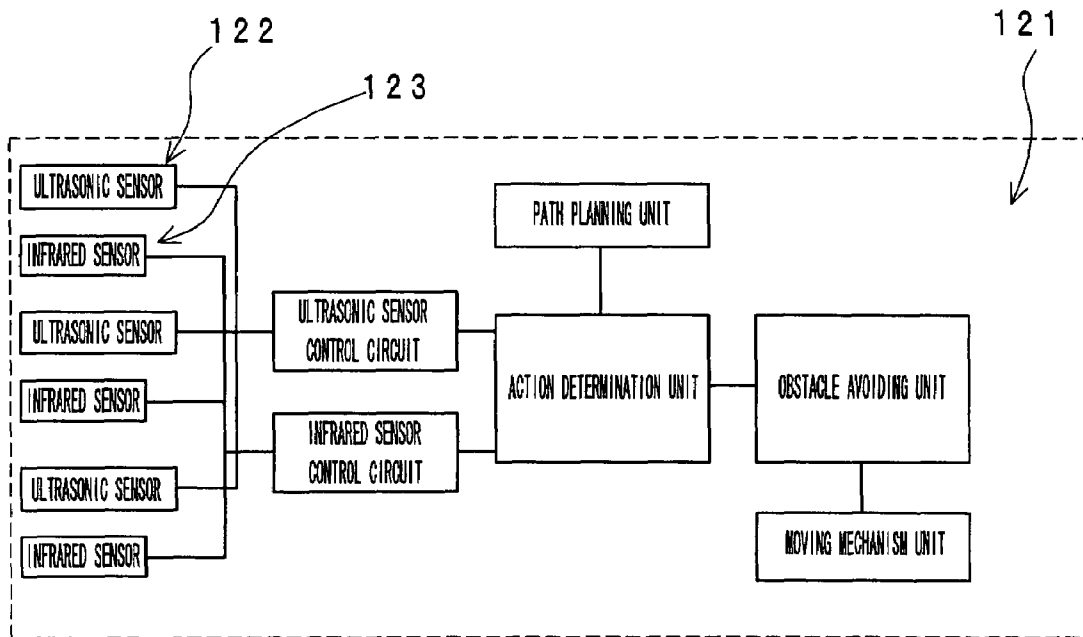 122
121
123
ULTRASONIC SENSOR
INFRARED SENSOR
ULTRASONIC SENSOR
INFRARED SENSOR
ULTRASONIC SENSOR
INFRARED SENSOR
ULTRASONIC SENSOR
CONTROL CIRCUIT
INFRARED SENSOR
CONTROL CIRCUIT
PATH PLANNING UNIT
ACTION DETERMINATION UNIT
OBSTACLE AVOIDING UNIT
MOVING MECHANISM UNIT